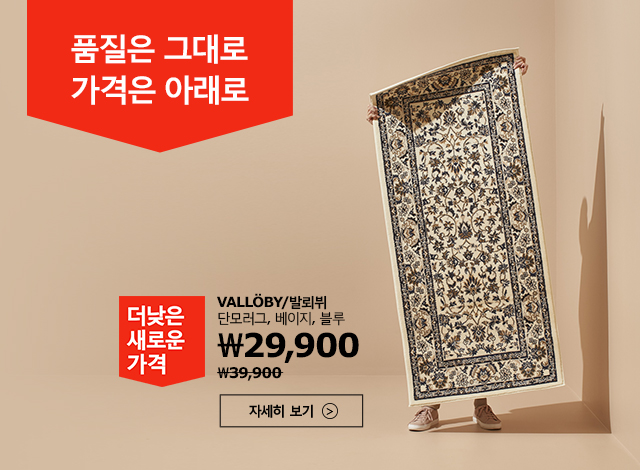 품질은 그대로
가격은 아래로
더낮은
새로운
가격
VALLÖBY/발뢰뷔
단모러그, 베이지, 블루
₩29,900
₩39,900
자세히 보기